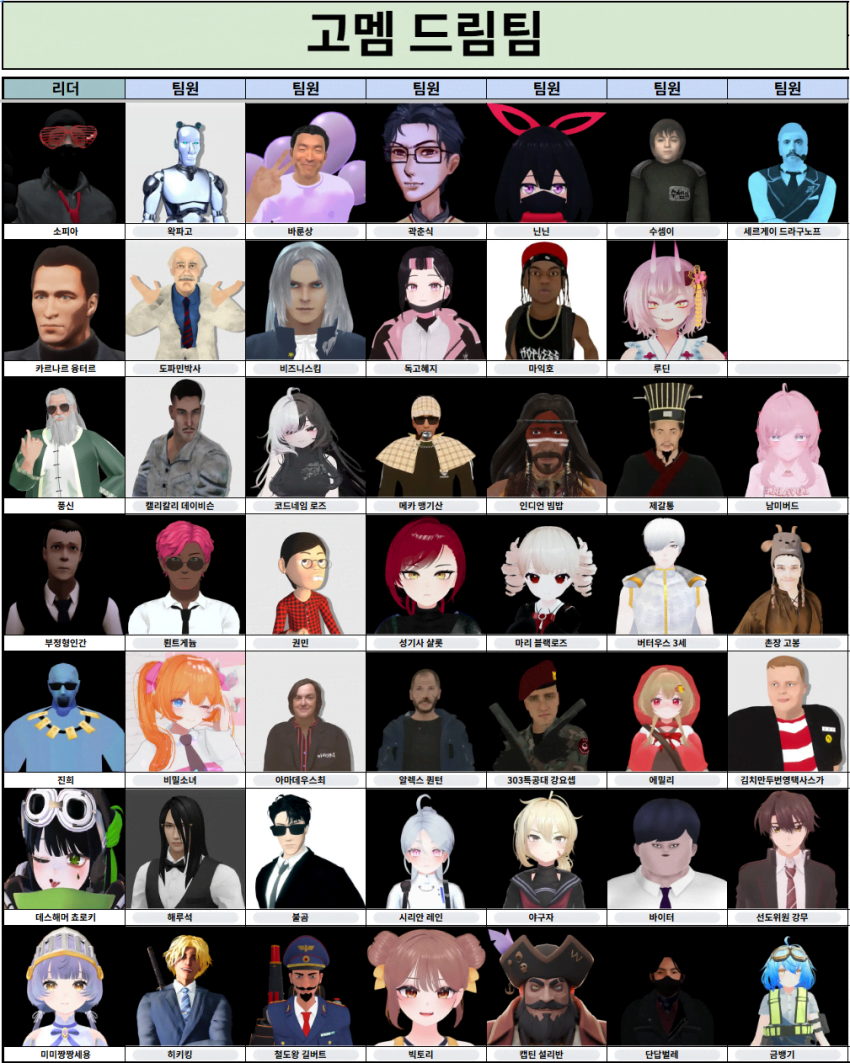 고멤 드림팀
리더 팀원 팀원 팀원 팀원 팀원 팀원
소피아 왁파고 바룬상 곽춘식 닌닌 수셈이 세르게이 드라구노프
카르나르 융터르 도파민박사 비즈니스킴 독고혜지 마익호 루딘
풍신 캘리칼리 데이비슨 코드네임 로즈 메카 맹기산 인디언 빔밥 제갈통 남미버드
부정형인간 뢴트게늄 권민 성기사 샬롯 마리 블랙로즈 버터우스 3세 촌장 고봉
진희 비밀소녀 아마데우스최 알렉스 퀀텀 303특공대 강요셉 에밀리 김치만두번영택사스가
데스해머 쵸로키 해루석 불곰 시리안 레인 야구자 바이터 선도위원 강무
미미짱짱세용 히키킹 철도왕 길버트 빅토리 캡틴 설리반 단답벌레 긤뱅기